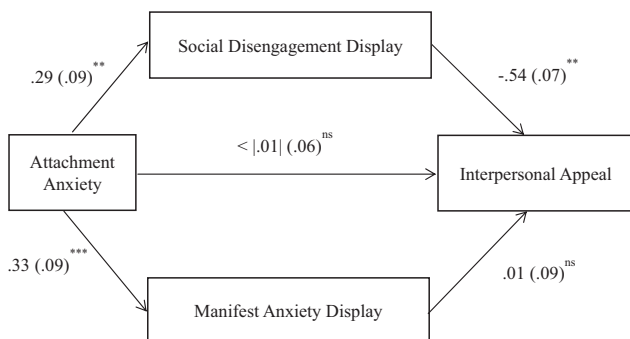 Social Disengagement Display
.29 (.09)**
-.54 (.07)**
< |.01| (.06)ns
Attachment
Anxiety
Interpersonal Appeal
.33 (.09)***
.01 (.09)ns
Manifest Anxiety Display